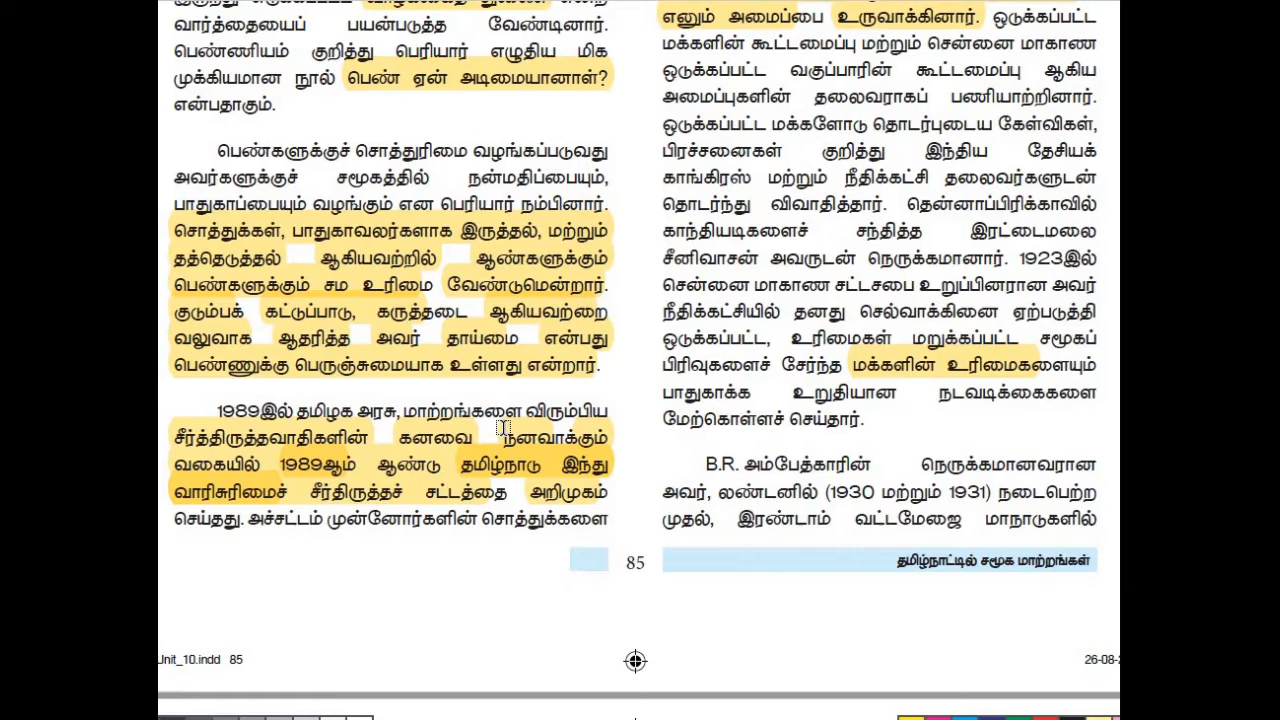 வார்த்தையைப் பயன்படுத்த வேண்டினார்.
பெண்ணியம் குறித்து பெரியார் எழுதிய மிக
முக்கியமான நூல் பெண் ஏன் அடிமையானாள்?
என்பதாகும்.
பெண்களுக்குச் சொத்துரிமை வழங்கப்படுவது
அவர்களுக்குச் சமூகத்தில் நன்மதிப்பையும்,
பாதுகாப்பையும் வழங்கும் என பெரியார் நம்பினார்.
சொத்துக்கள், பாதுகாவலர்களாக இருத்தல், மற்றும்
தத்தெடுத்தல் ஆகியவற்றில் ஆண்களுக்கும்
பெண்களுக்கும் சம உரிமை வேண்டுமென்றார்.
குடும்பக் கட்டுப்பாடு, கருத்தடை ஆகியவற்றை
வலுவாக ஆதரித்த அவர் தாய்மை என்பது
பெண்ணுக்கு பெருஞ்சுமையாக உள்ளது என்றார்.
1989இல் தமிழக அரசு, மாற்றங்களை விரும்பிய
சீர்த்திருத்தவாதிகளின் கனவை நனவாக்கும்
வகையில் 1989ஆம் ஆண்டு தமிழ்நாடு இந்து
வாரிசுரிமைச் சீர்திருத்தச் சட்டத்தை அறிமுகம்
செய்தது. அச்சட்டம் முன்னோர்களின் சொத்துக்களை
எனும் அமைப்பை உருவாக்கினார். ஒடுக்கப்பட்ட
மக்களின் கூட்டமைப்பு மற்றும் சென்னை மாகாண
ஒடுக்கப்பட்ட வகுப்பாரின் கூட்டமைப்பு ஆகிய
அமைப்புகளின் தலைவராகப் பணியாற்றினார்.
ஒடுக்கப்பட்ட மக்களோடு தொடர்புடைய கேள்விகள்,
பிரச்சனைகள் குறித்து இந்திய தேசியக்
காங்கிரஸ் மற்றும் நீதிக்கட்சி தலைவர்களுடன்
தொடர்ந்து விவாதித்தார். தென்னாப்பிரிக்காவில்
காந்தியடிகளைச் சந்தித்த இரட்டைமலை
சீனிவாசன் அவருடன் நெருக்கமானார். 1923இல்
சென்னை மாகாண சட்டசபை உறுப்பினரான அவர்
நீதிக்கட்சியில் தனது செல்வாக்கினை ஏற்படுத்தி
ஒடுக்கப்பட்ட, உரிமைகள் மறுக்கப்பட்ட சமூகப்
பிரிவுகளைச் சேர்ந்த மக்களின் உரிமைகளையும்
பாதுகாக்க உறுதியான நடவடிக்கைகளை
மேற்கொள்ளச் செய்தார்.
B.R. அம்பேத்காரின் நெருக்கமானவரான
அவர், லண்டனில் (1930 மற்றும் 1931) நடைபெற்ற
முதல், இரண்டாம் வட்டமேஜை மாநாடுகளில்
85
தமிழ்நாட்டில் சமூக மாற்றங்கள்
Unit_10.indd 85
26-08-2